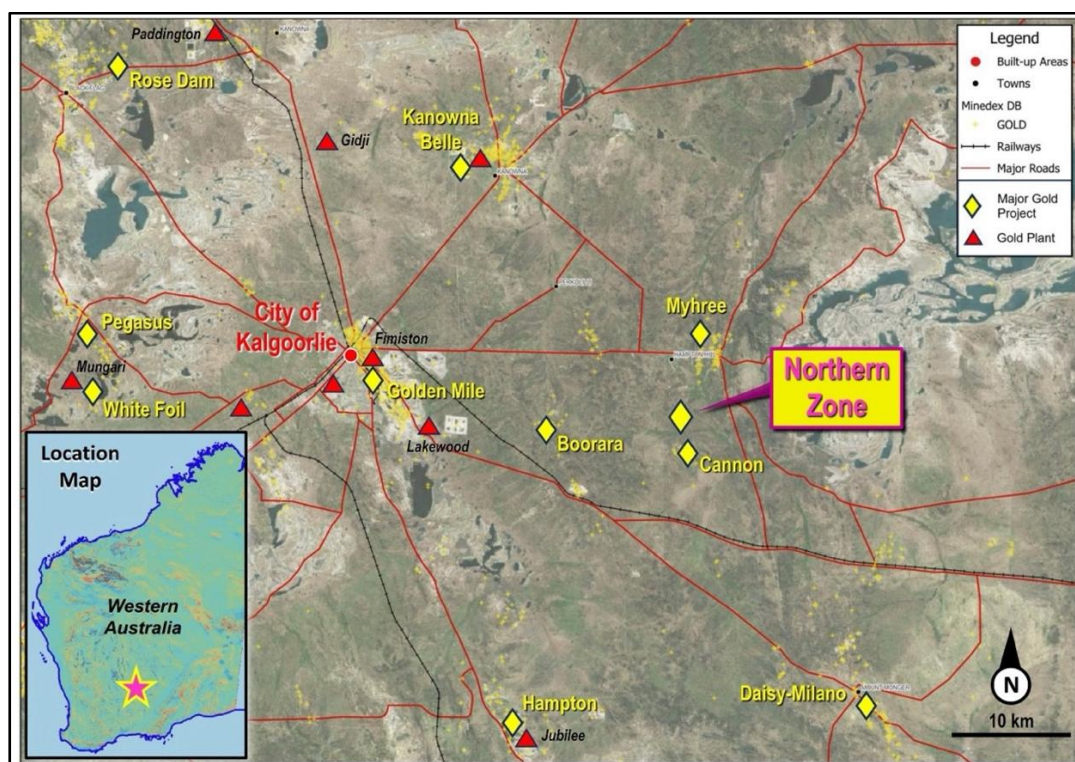 Paddington
KANOWNA
Rose Dam
Gidji
Kanowna
Belle
KANOWNA
Legend
Built-up Areas
Towns
Minedex DB
GOLD
Railways
Major Roads
Major Gold
Project
Gold Plant
Pegasus
Mungari
White Foil
City of
Kalgoorlie
Fimiston
Golden Mile
Lakewood
Boorara
Myhree
Northern
Zone
Cannon
Location
Map
Western
Australia
Hampton
Jubilee
Daisy-Milano
N
10 km